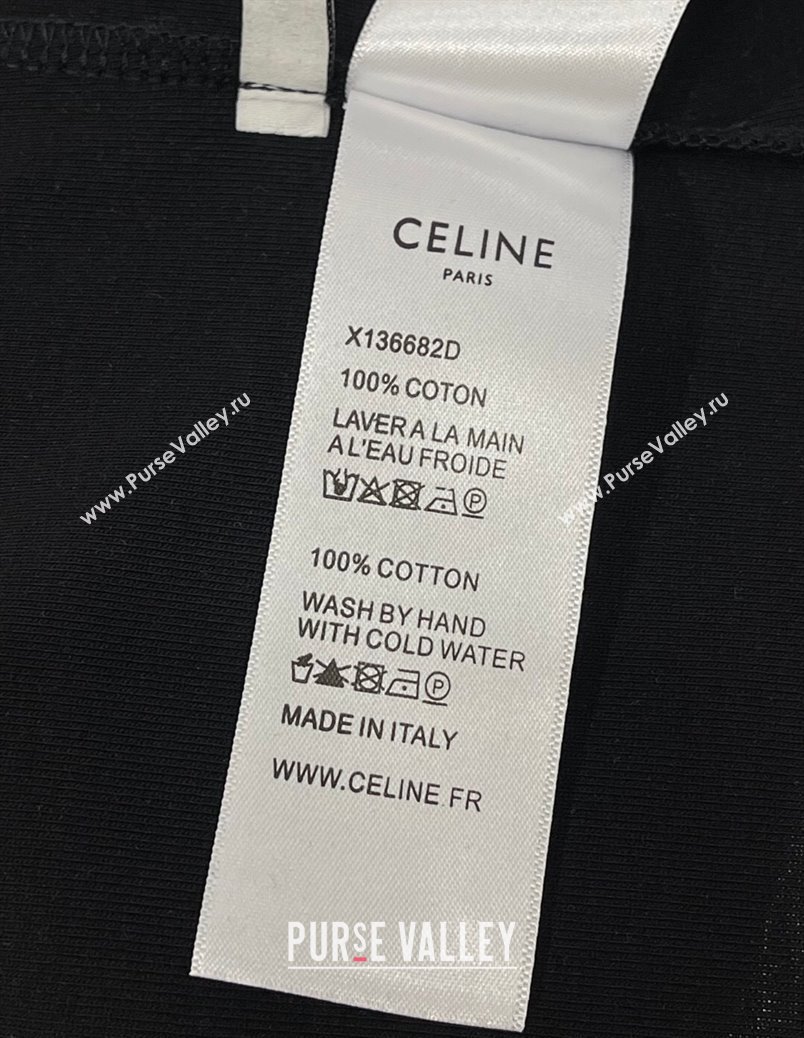 CELINE
PARIS
X136682D
100% COTON
LAVER A LA MAIN
A L'EAU FROIDE
P
100% COTTON
WASH BY HAND
WITH COLD WATER
P
MADE IN ITALY
WWW.CELINE FR
www.PurseValley.ru
www.PurseValley.ru
PURSE VALLEY